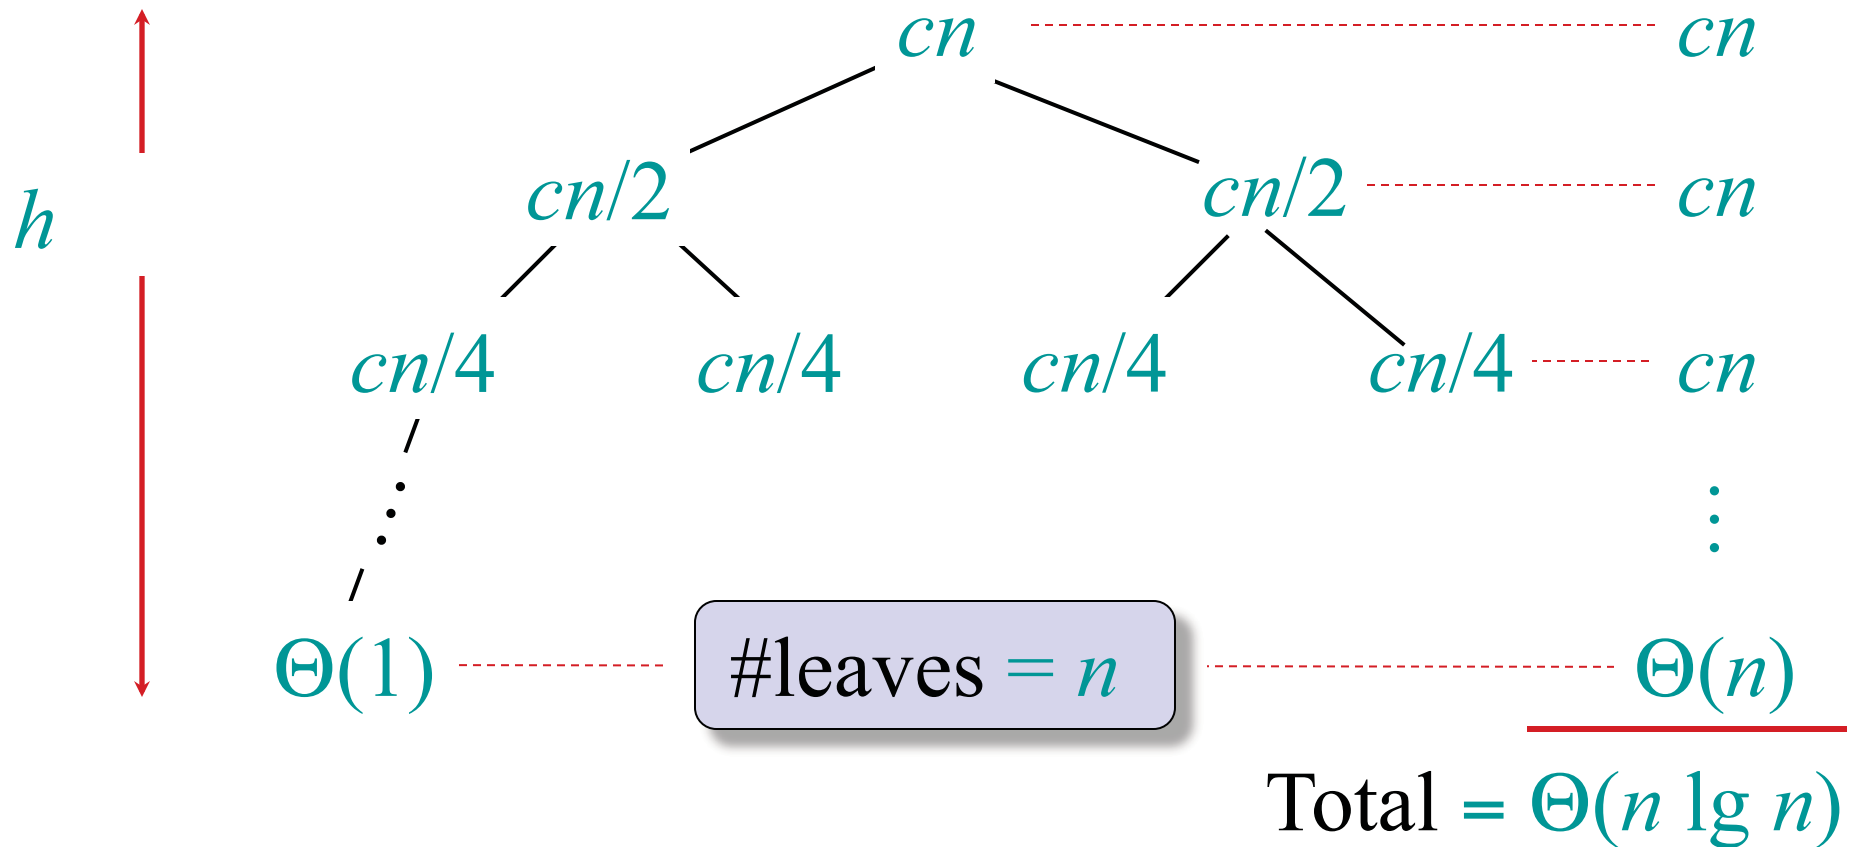 cn cn
cn/2 cn/2 cn
h
cn/4 cn/4 cn/4 cn/4 cn
Θ(1) #leaves = n Θ(n)
Total = Θ(n lg n)